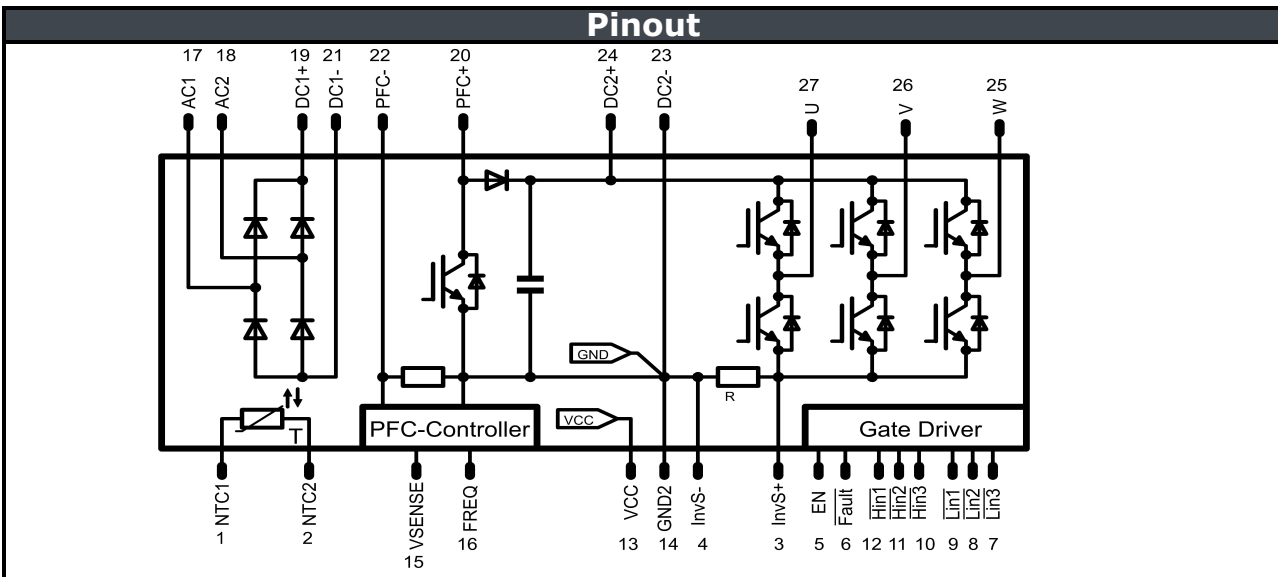 Pinout
17 18 19 21 22 20 24 23 27 26 25
AC1 AC2 DC1+ DC1- PFC- PFC+ DC2+ DC2- U V W
GND
R
T
PFC-Controller
VCC
Gate Driver
NTC1 NTC2 VSENSE FREQ VCC GND2 InvS- InvS+ EN Fault Hin1 Hin2 Hin3 Lin1 Lin2 Lin3
1 2 15 16 13 14 4 3 5 6 12 11 10 9 8 7